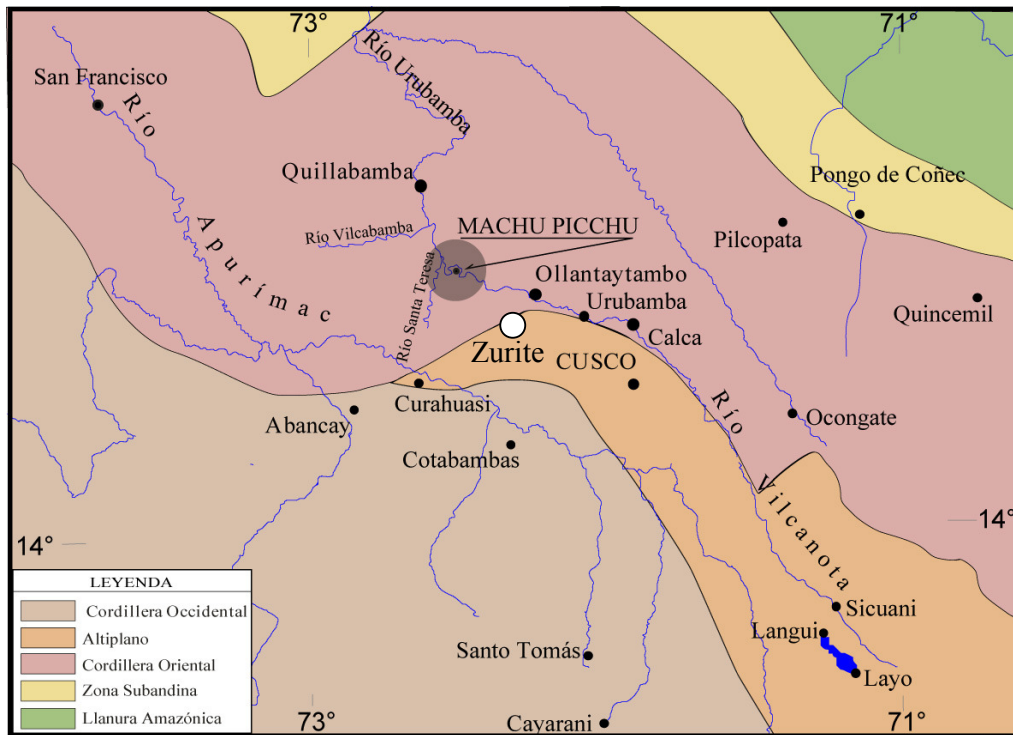 73°
71°
San Francisco
Río Apurímac
Río Urubamba
Quillabamba
Pongo de Coñec
Río Vilcabamba
MACHU PICCHU
Pilcopata
Río Santa Teresa
Ollantaytambo
Urubamba
Quincemil
Calca
Zurite
CUSCO
Curahuasi
Río Vilcanota
Abancay
Ocongate
Cotabambas
14°
14°
LEYENDA
Cordillera Occidental
Altiplano
Cordillera Oriental
Zona Subandina
Llanura Amazónica
Sicuani
Langui
Santo Tomás
Layo
73°
Cayarani
71°